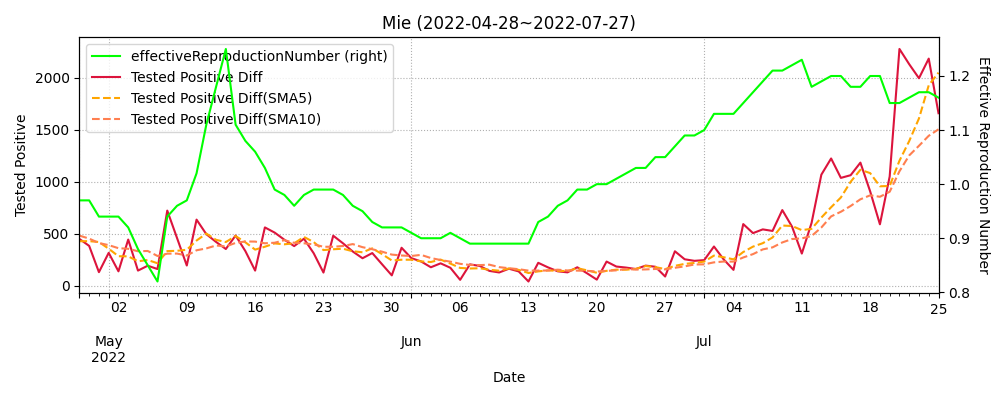 Mie (2022-04-28~2022-07-27)
effectiveReproductionNumber (right)
Tested Positive Diff
Tested Positive Diff(SMA5)
Tested Positive Diff(SMA10)
Tested Positive
2000
1500
1000
500
0
Effective Reproduction Number
1.2
1.1
1.0
0.9
0.8
02 09 16 23 30 06 13 20 27 04 11 18 25
May Jun Jul
2022
Date